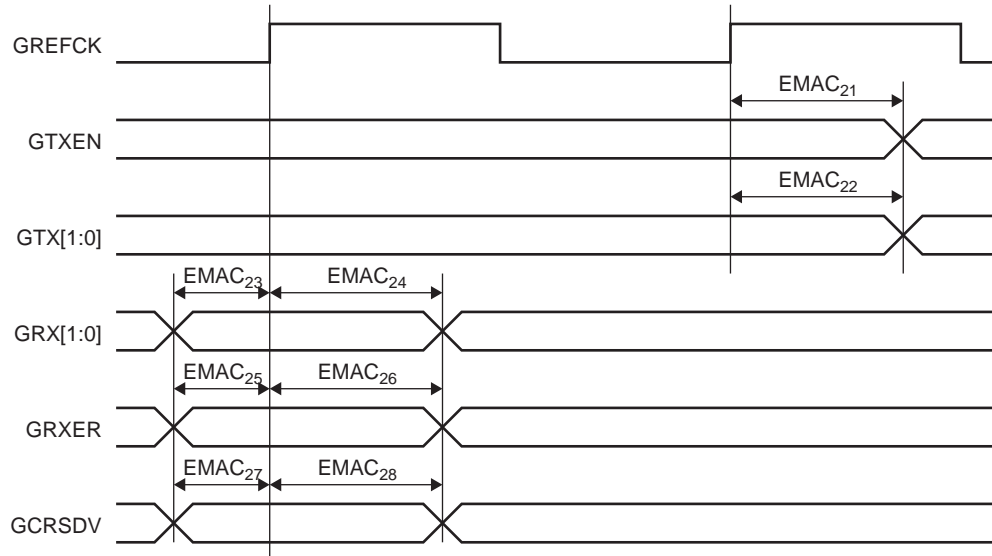 GREFCK
EMAC21
GTXEN
EMAC22
GTX[1:0]
EMAC23 EMAC24
GRX[1:0]
EMAC25 EMAC26
GRXER
EMAC27 EMAC28
GCRSDV